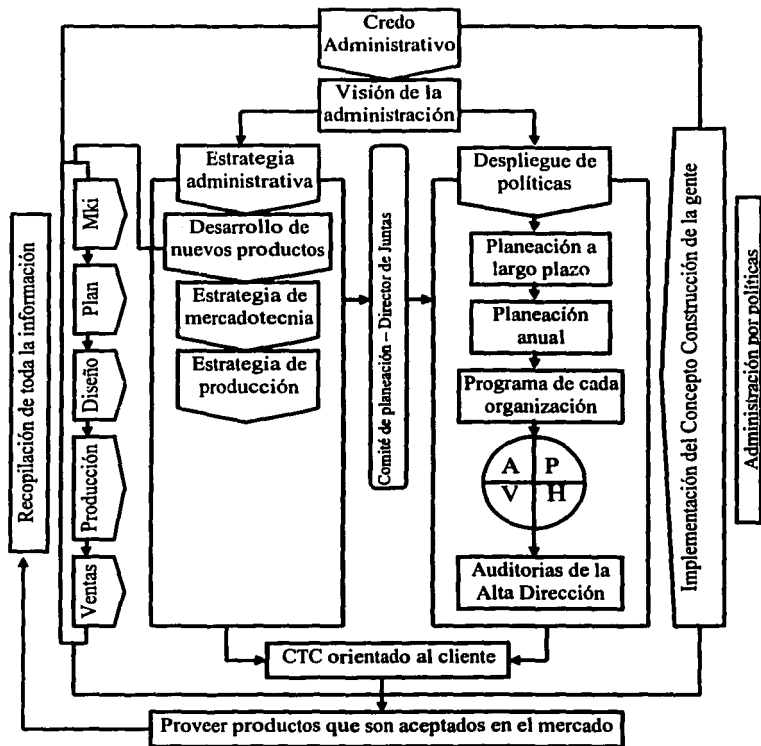 Credo
Administrativo
Visión de la
administración
Estrategia
administrativa
Desarrollo de
nuevos productos
Estrategia de
mercadotecnia
Estrategia de
producción
Comité de planeación – Director de Juntas
Despliegue de
políticas
Planeación a
largo plazo
Planeación
anual
Programa de cada
organización
A P
V H
Auditorias de la
Alta Dirección
Recopilación de toda la información
Mki
Plan
Diseño
Producción
Ventas
Implementación del Concepto Construcción de la gente
Administración por políticas
CTC orientado al cliente
Proveer productos que son aceptados en el mercado